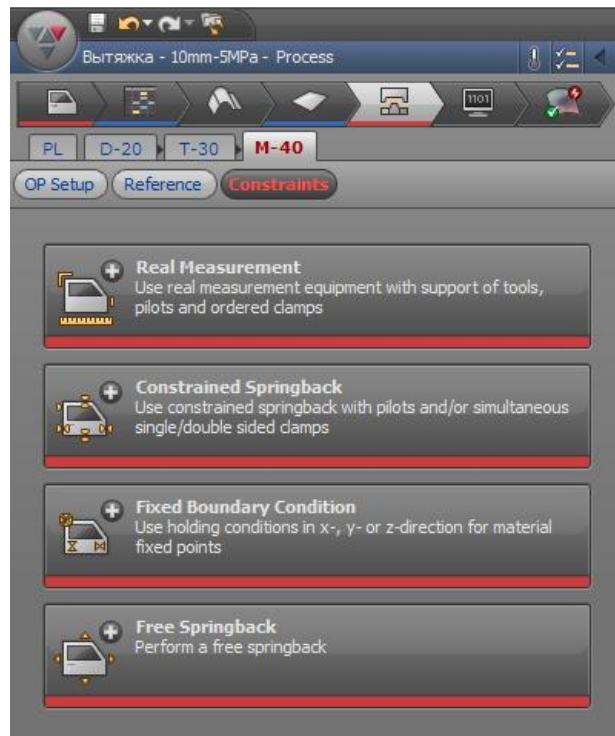 Вытяжка - 10mm-5MPa - Process
1101
PL D-20 T-30 M-40
OP Setup Reference Constraints
Real Measurement
Use real measurement equipment with support of tools,
pilots and ordered clamps
Constrained Springback
Use constrained springback with pilots and/or simultaneous
single/double sided clamps
Fixed Boundary Condition
Use holding conditions in x-, y- or z-direction for material
fixed points
Free Springback
Perform a free springback